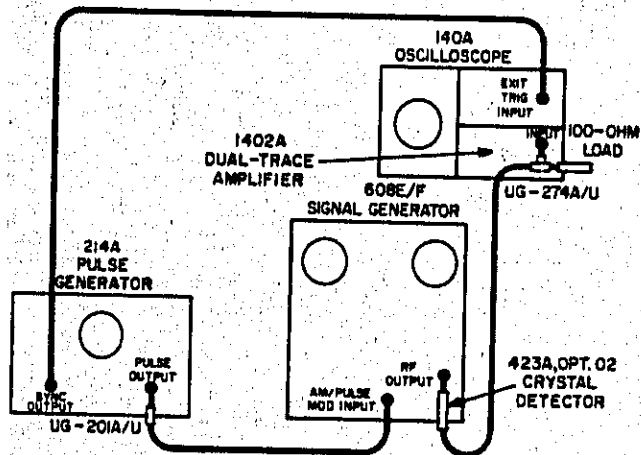 140A
OSCILLOSCOPE
EXIT
TRIG
INPUT
INPUT
100-OHM
LOAD
1402A
DUAL-TRACE
AMPLIFIER
UG-274A/U
608E/F
SIGNAL GENERATOR
214A
PULSE
GENERATOR
PULSE
OUTPUT
SYNC
OUTPUT
UG-201A/U
RF
OUTPUT
AM/PULSE
MOD INPUT
423A,OPT. 02
CRYSTAL
DETECTOR